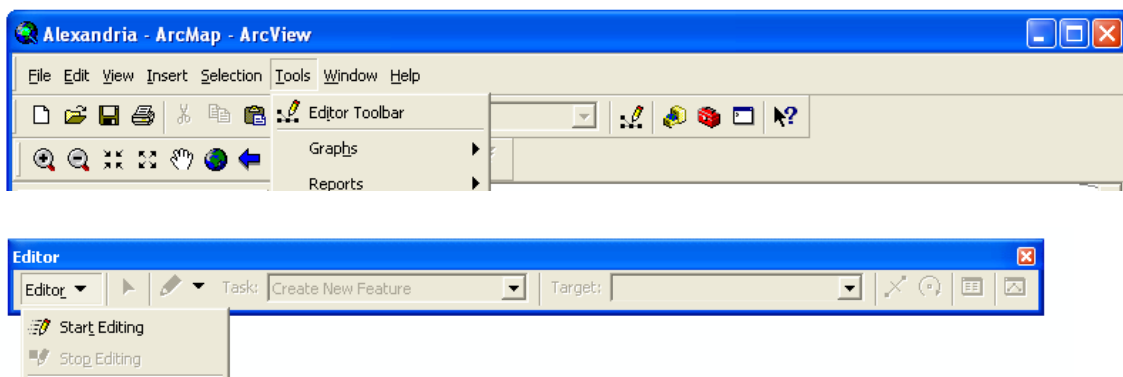 Alexandria - ArcMap - ArcView
File Edit View Insert Selection Tools Window Help
Editor Toolbar
Graphs
Reports
Editor
Editor Task: Create New Feature Target:
Start Editing
Stop Editing